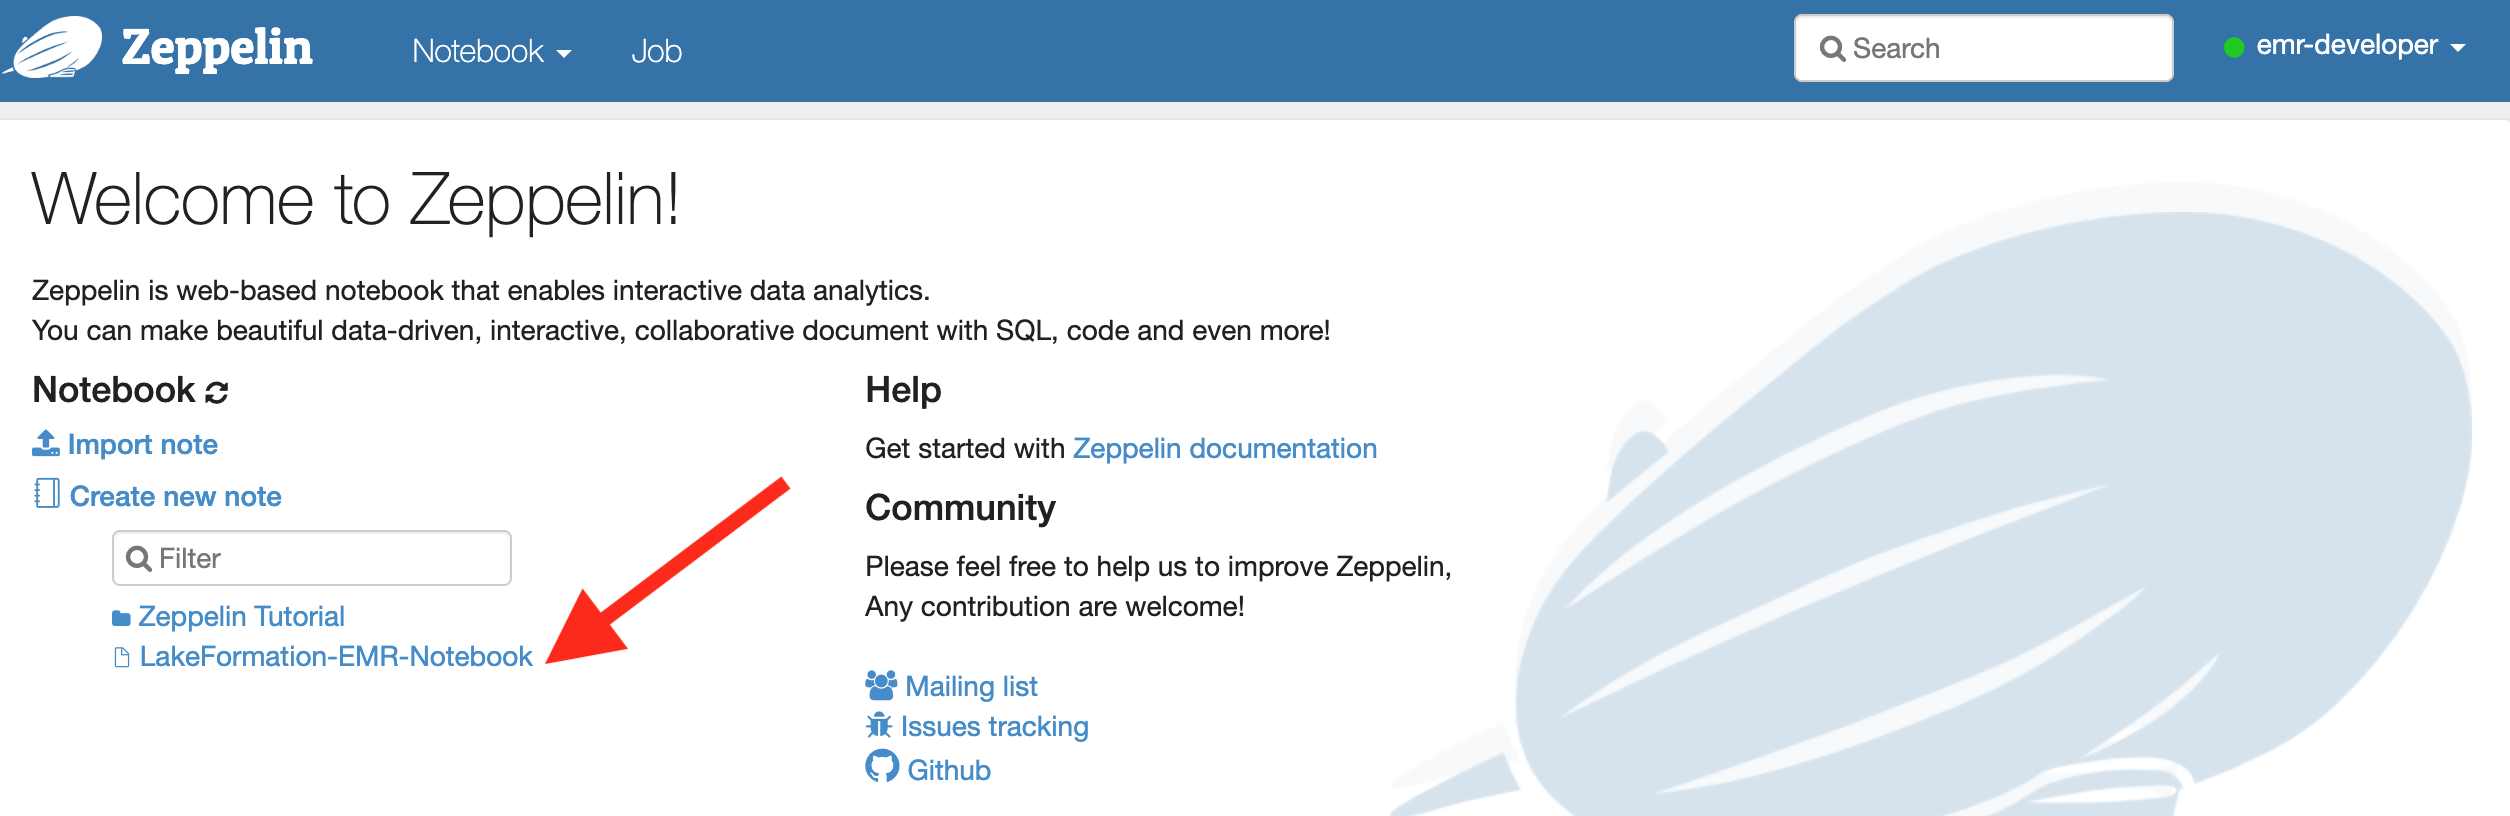 Zeppelin
Notebook
Job
Search
emr-developer
Welcome to Zeppelin!
Zeppelin is web-based notebook that enables interactive data analytics.
You can make beautiful data-driven, interactive, collaborative document with SQL, code and even more!
Notebook
Import note
Create new note
Filter
Zeppelin Tutorial
LakeFormation-EMR-Notebook
Help
Get started with Zeppelin documentation
Community
Please feel free to help us to improve Zeppelin,
Any contribution are welcome!
Mailing list
Issues tracking
Github